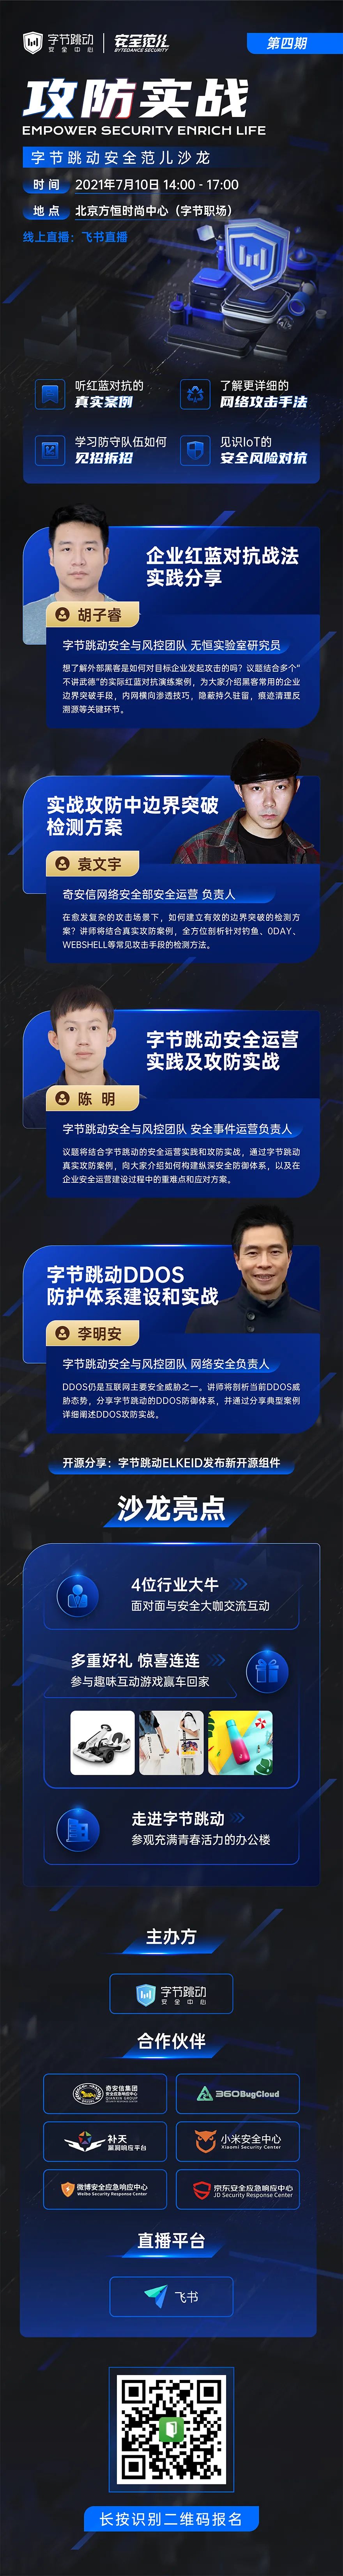 字节跳动
安全中心
安全范儿
BYTEDANCE SECURITY
第四期
攻防实战
EMPOWER SECURITY ENRICH LIFE
字节跳动安全范儿沙龙
时 间 2021年7月10日 14:00 - 17:00
地 点 北京方恒时尚中心（字节职场）
线上直播：飞书直播
听红蓝对抗的
真实案例
了解更详细的
网络攻击手法
学习防守队伍如何
见招拆招
见识IoT的
安全风险对抗
企业红蓝对抗战法
实践分享
胡子睿
字节跳动安全与风控团队 无恒实验室研究员
想了解外部黑客是如何对目标企业发起攻击的吗？议题结合多个“
不讲武德”的实际红蓝对抗演练案例，为大家介绍黑客常用的企业
边界突破手段，内网横向渗透技巧，隐蔽持久驻留，痕迹清理反
溯源等关键环节。
实战攻防中边界突破
检测方案
袁文宇
奇安信网络安全部安全运营 负责人
在愈发复杂的攻击场景下，如何建立有效的边界突破的检测方
案？讲师将结合真实攻防案例，全方位剖析针对钓鱼、0DAY、
WEBSHELL等常见攻击手段的检测方法。
字节跳动安全运营
实践及攻防实战
陈 明
字节跳动安全与风控团队 安全事件运营负责人
议题将结合字节跳动的安全运营实践和攻防实战，通过字节跳动
真实攻防案例，向大家介绍如何构建纵深安全防御体系，以及在
企业安全运营建设过程中的重难点和应对方案。
字节跳动DDOS
防护体系建设和实战
李明安
字节跳动安全与风控团队 网络安全负责人
DDOS仍是互联网主要安全威胁之一。讲师将剖析当前DDOS威
胁态势，分享字节跳动的DDOS防御体系，并通过分享典型案例
详细阐述DDOS攻防实战。
开源分享：字节跳动ELKEID发布新开源组件
沙龙亮点
4位行业大牛
面对面与安全大咖交流互动
多重好礼 惊喜连连
参与趣味互动游戏赢车回家
走进字节跳动
参观充满青春活力的办公楼
主办方
字节跳动
安全中心
合作伙伴
奇安信集团
安全应急响应中心
360BugCloud
补天
漏洞响应平台
小米安全中心
Xiaomi Security Center
微博安全应急响应中心
Weibo Security Response Center
京东安全应急响应中心
JD Security Response Center
直播平台
飞书
长按识别二维码报名